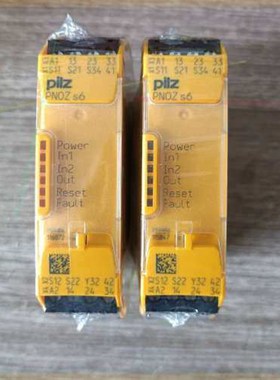 A1 13 23 33
S11 S21 S34 41
pilz
PNOZ s6
Power
In1
In2
Out
Reset
Fault
S12 S22 Y32 42
A2 14 24 34
A1 13 23 33
S11 S21 S34 41
pilz
PNOZ s6
Power
In1
In2
Out
Reset
Fault
S12 S22 Y32 42
A2 14 24 34